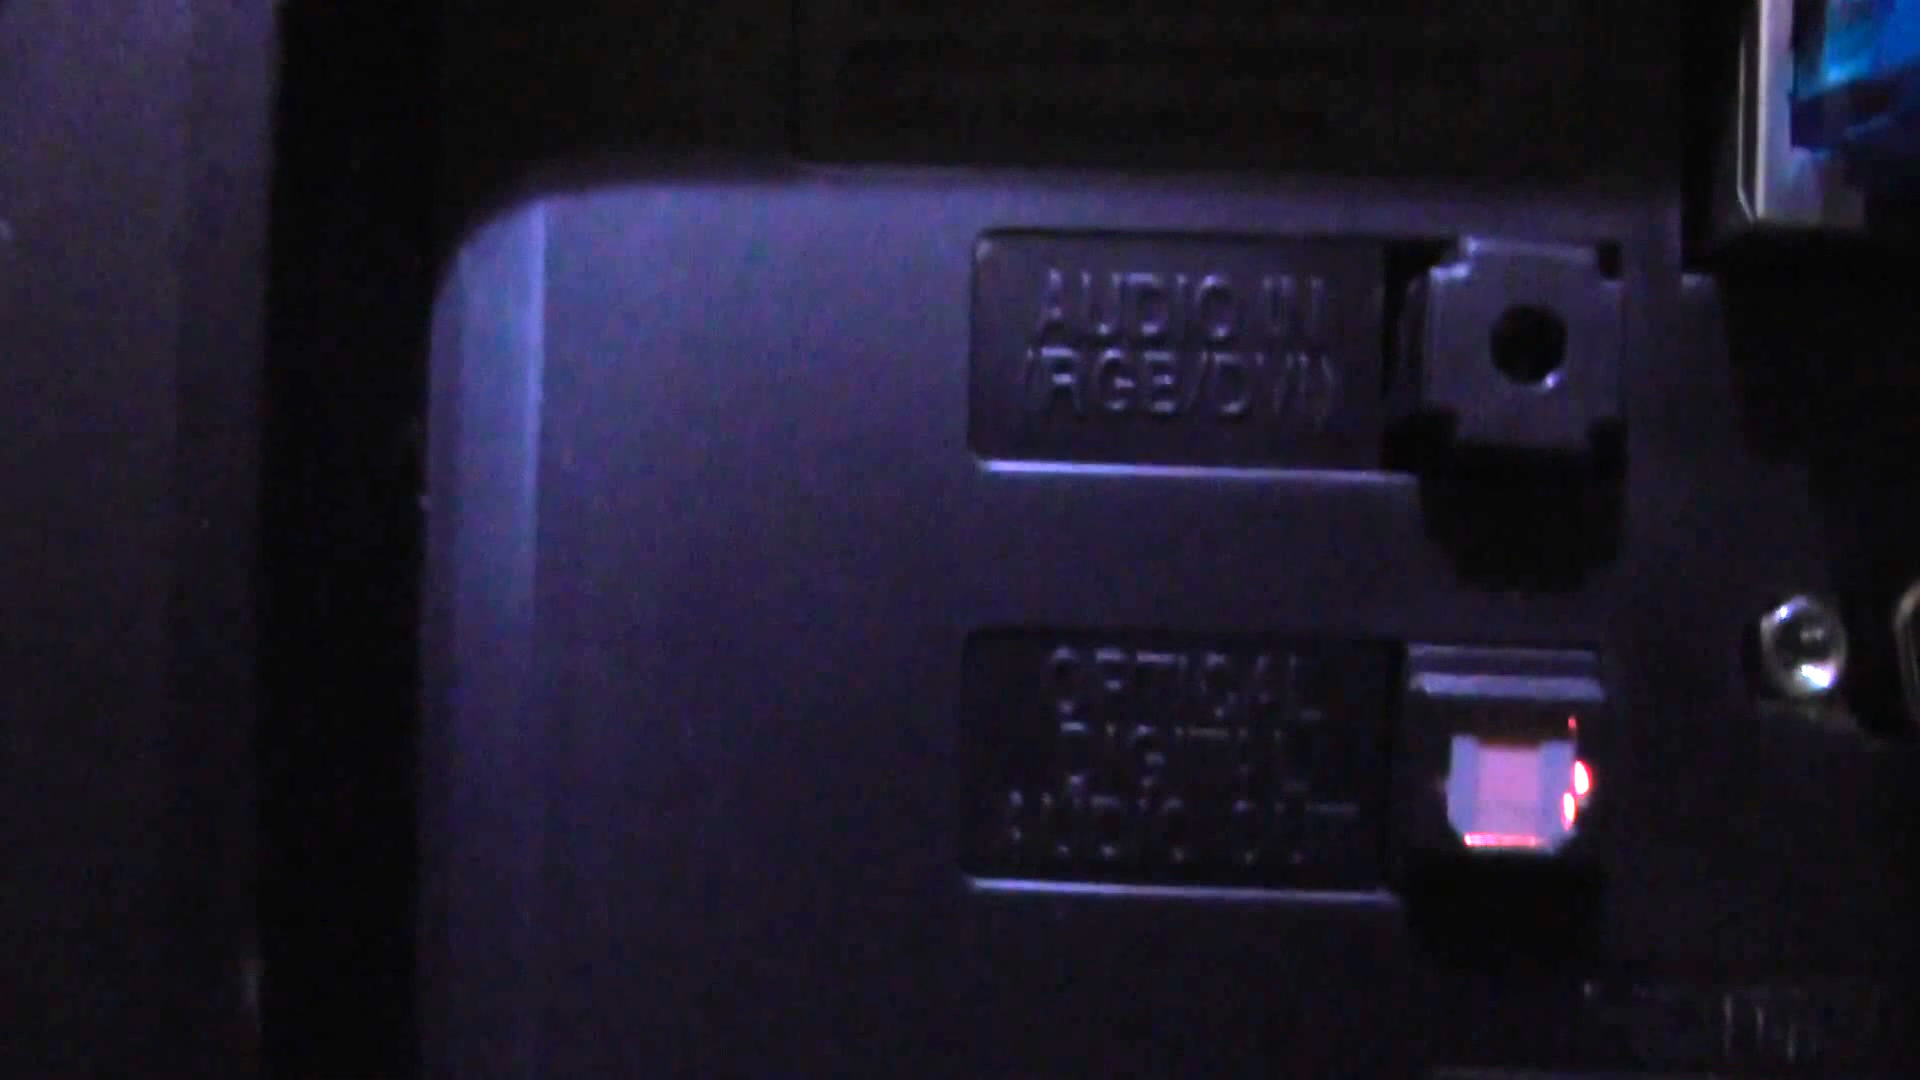 AUDIO IN
(RGB/DVI)
OPTICAL
DIGITAL
AUDIO OUT